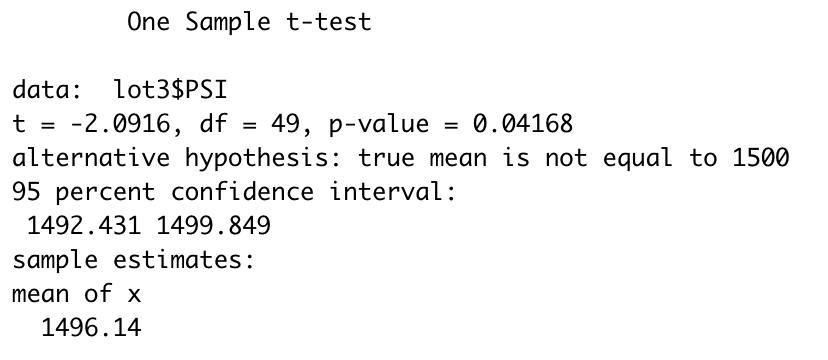 One Sample t-test
data:  lot3$PSI
t = -2.0916, df = 49, p-value = 0.04168
alternative hypothesis: true mean is not equal to 1500
95 percent confidence interval:
1492.431 1499.849
sample estimates:
mean of x
1496.14